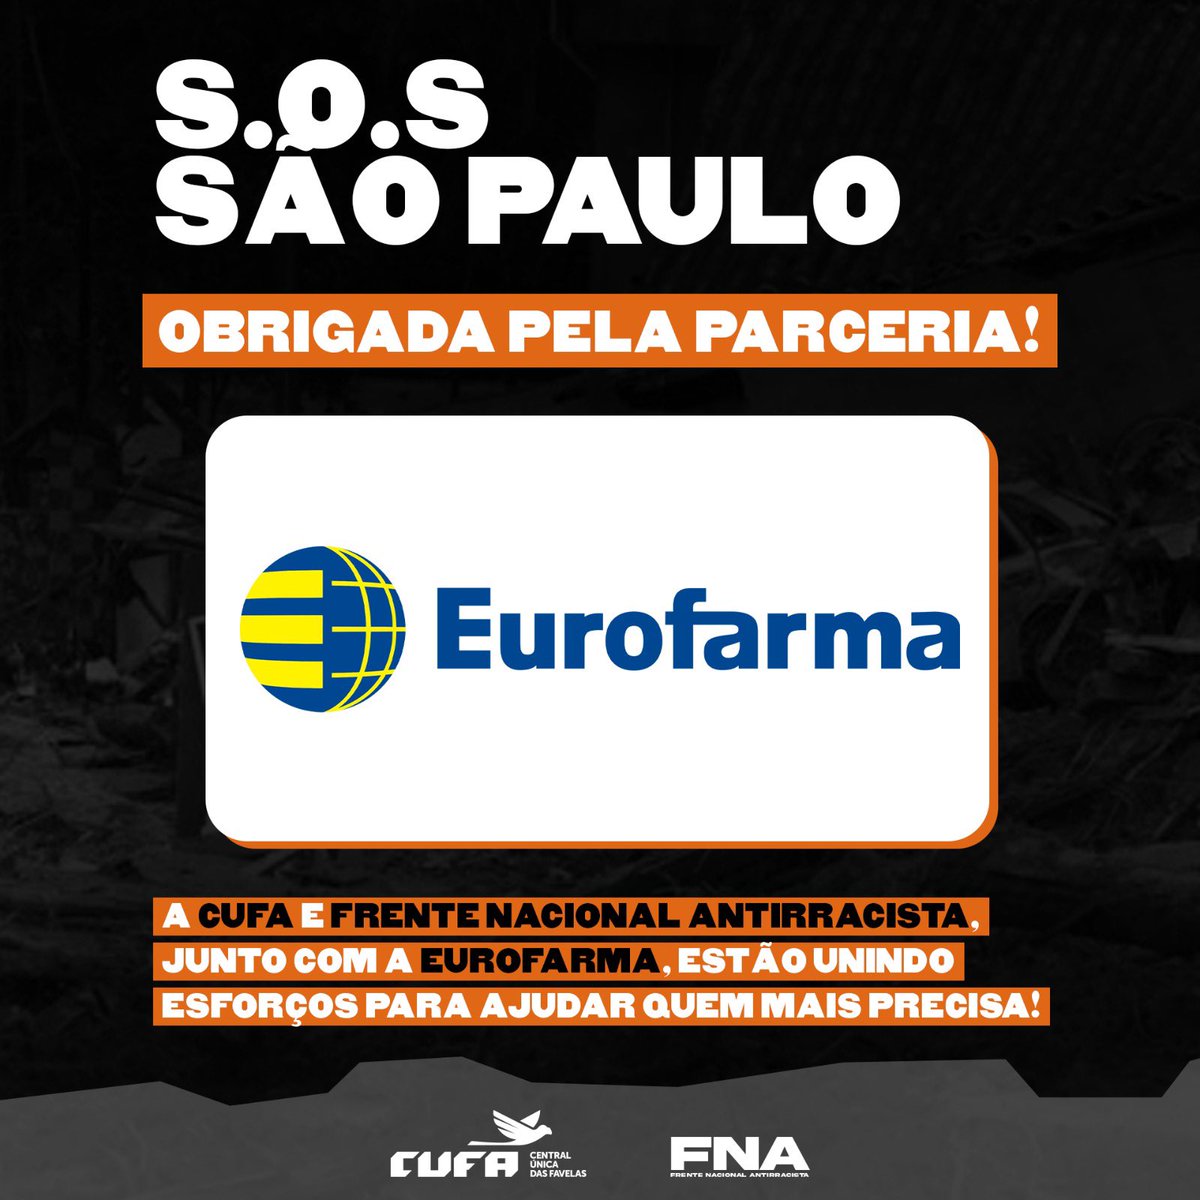 S.O.S
SÃO PAULO
OBRIGADA PELA PARCERIA!
Eurofarma
A CUFA E FRENTE NACIONAL ANTIRRACISTA,
JUNTO COM A EUROFARMA, ESTÃO UNINDO
ESFORÇOS PARA AJUDAR QUEM MAIS PRECISA!
CUFA
CENTRAL
ÚNICA
DAS FAVELAS
FNA
FRENTE NACIONAL ANTIRRACISTA